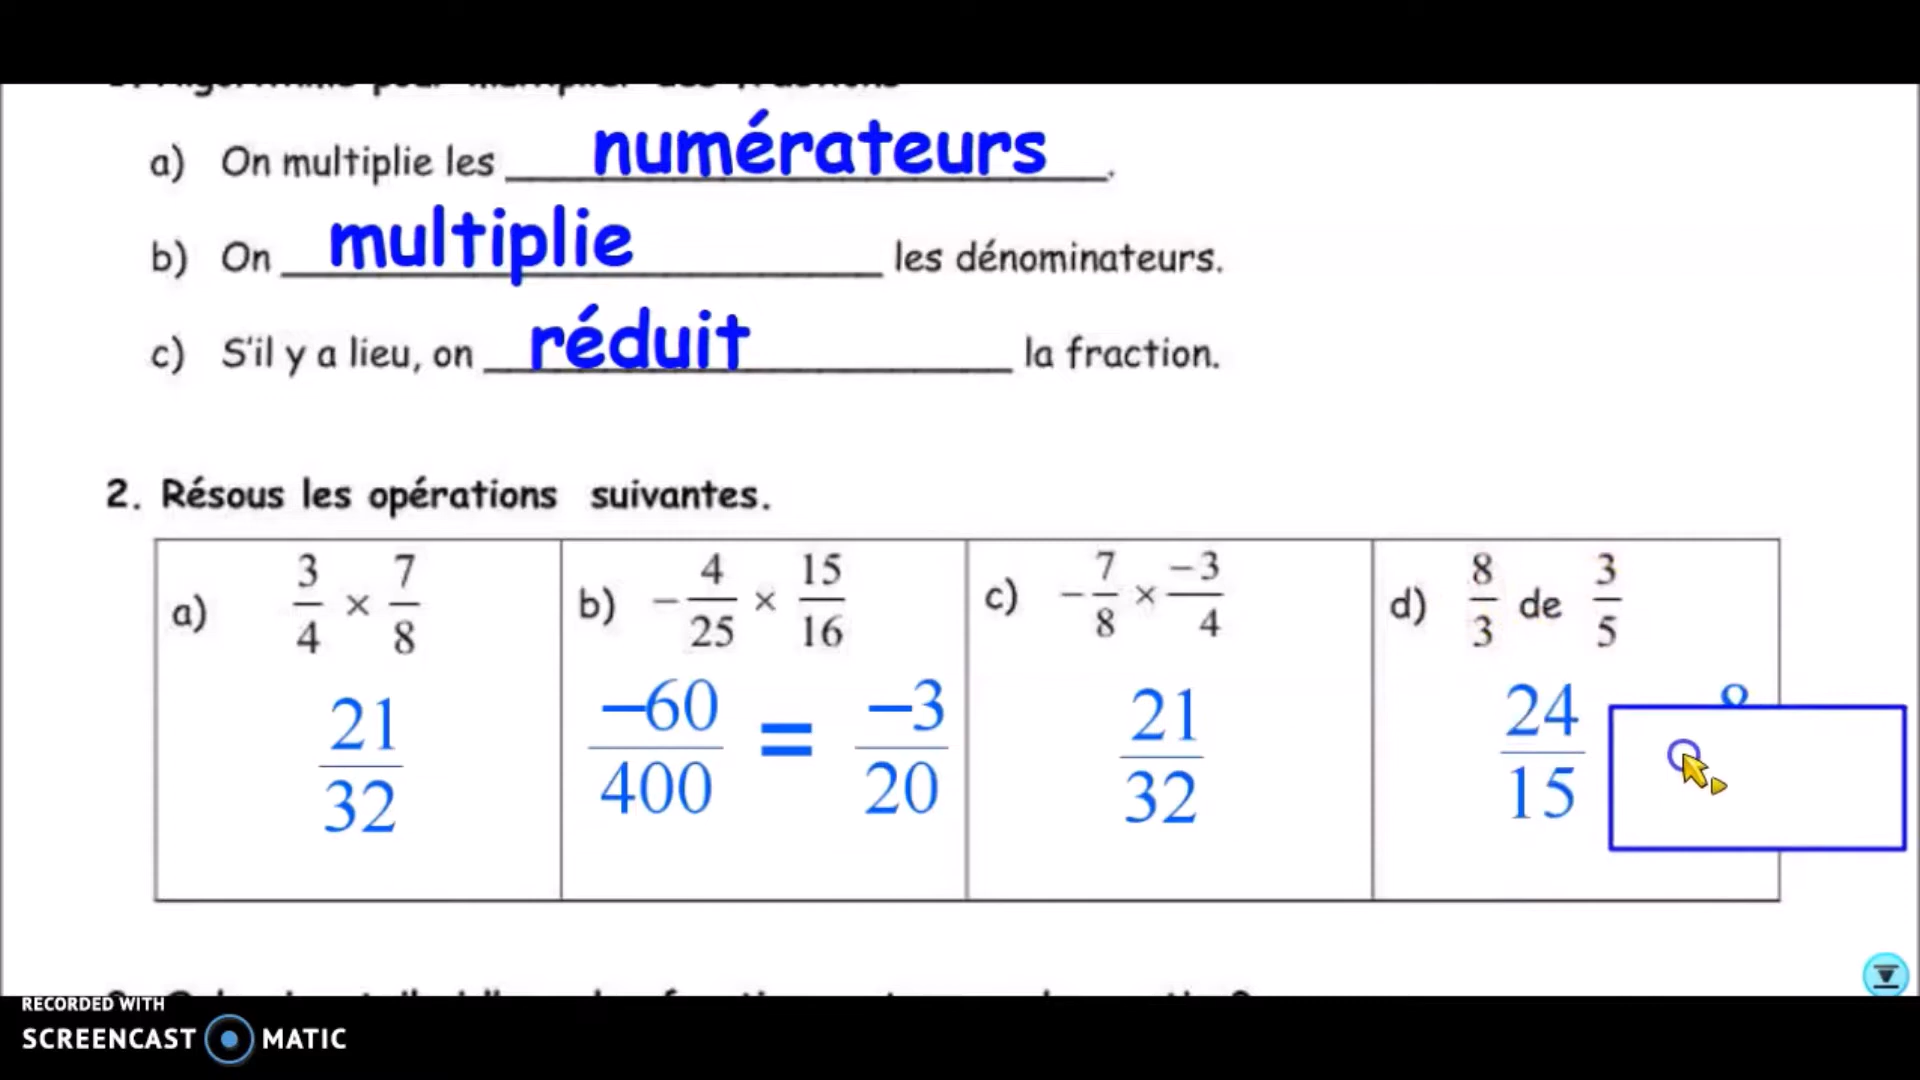 a) On multiplie les numérateurs.
b) On multiplie les dénominateurs.
c) S'il y a lieu, on réduit la fraction.
2. Résous les opérations suivantes.
a) 3/4 × 7/8
21/32
b) -4/25 × 15/16
-60/400 = -3/20
c) -7/8 × -3/4
21/32
d) 8/3 de 3/5
24/15
RECORDED WITH
SCREENCAST MATIC